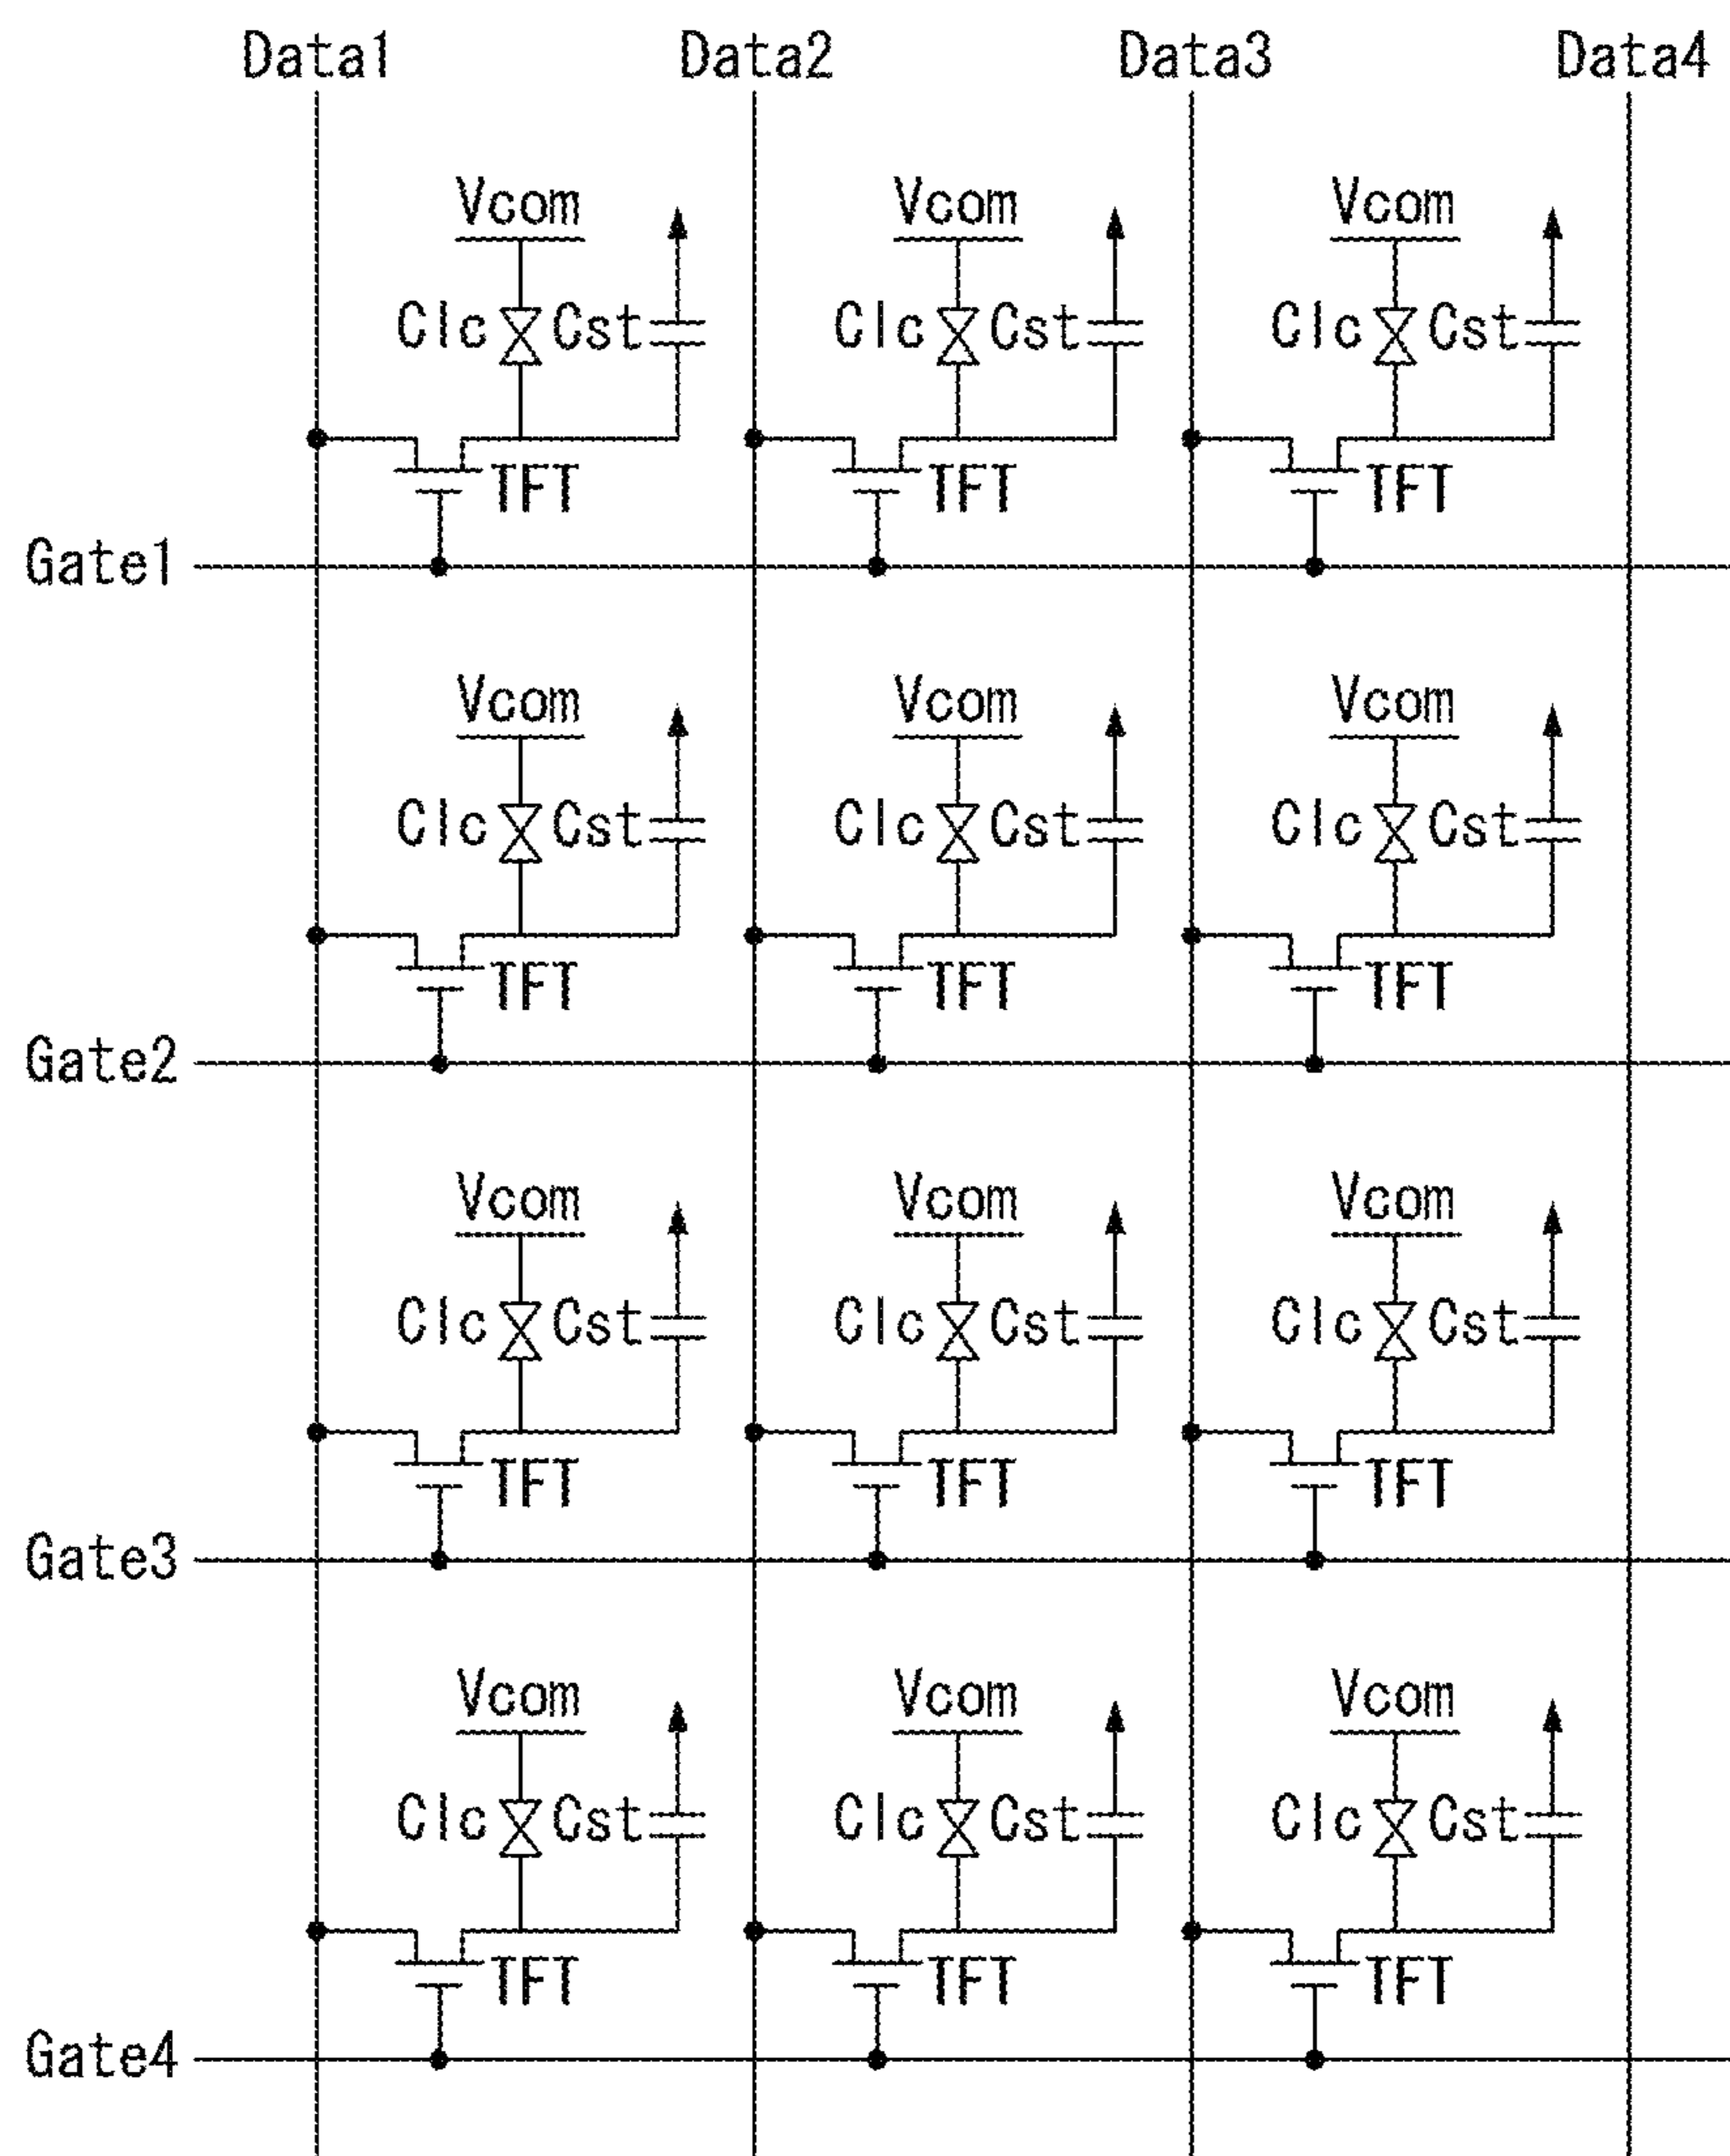 Data1 Data2 Data3 Data4
Vcom Vcom Vcom
Clc Cst Clc Cst Clc Cst
TFT TFT TFT
Gate1
Vcom Vcom Vcom
Clc Cst Clc Cst Clc Cst
TFT TFT TFT
Gate2
Vcom Vcom Vcom
Clc Cst Clc Cst Clc Cst
TFT TFT TFT
Gate3
Vcom Vcom Vcom
Clc Cst Clc Cst Clc Cst
TFT TFT TFT
Gate4